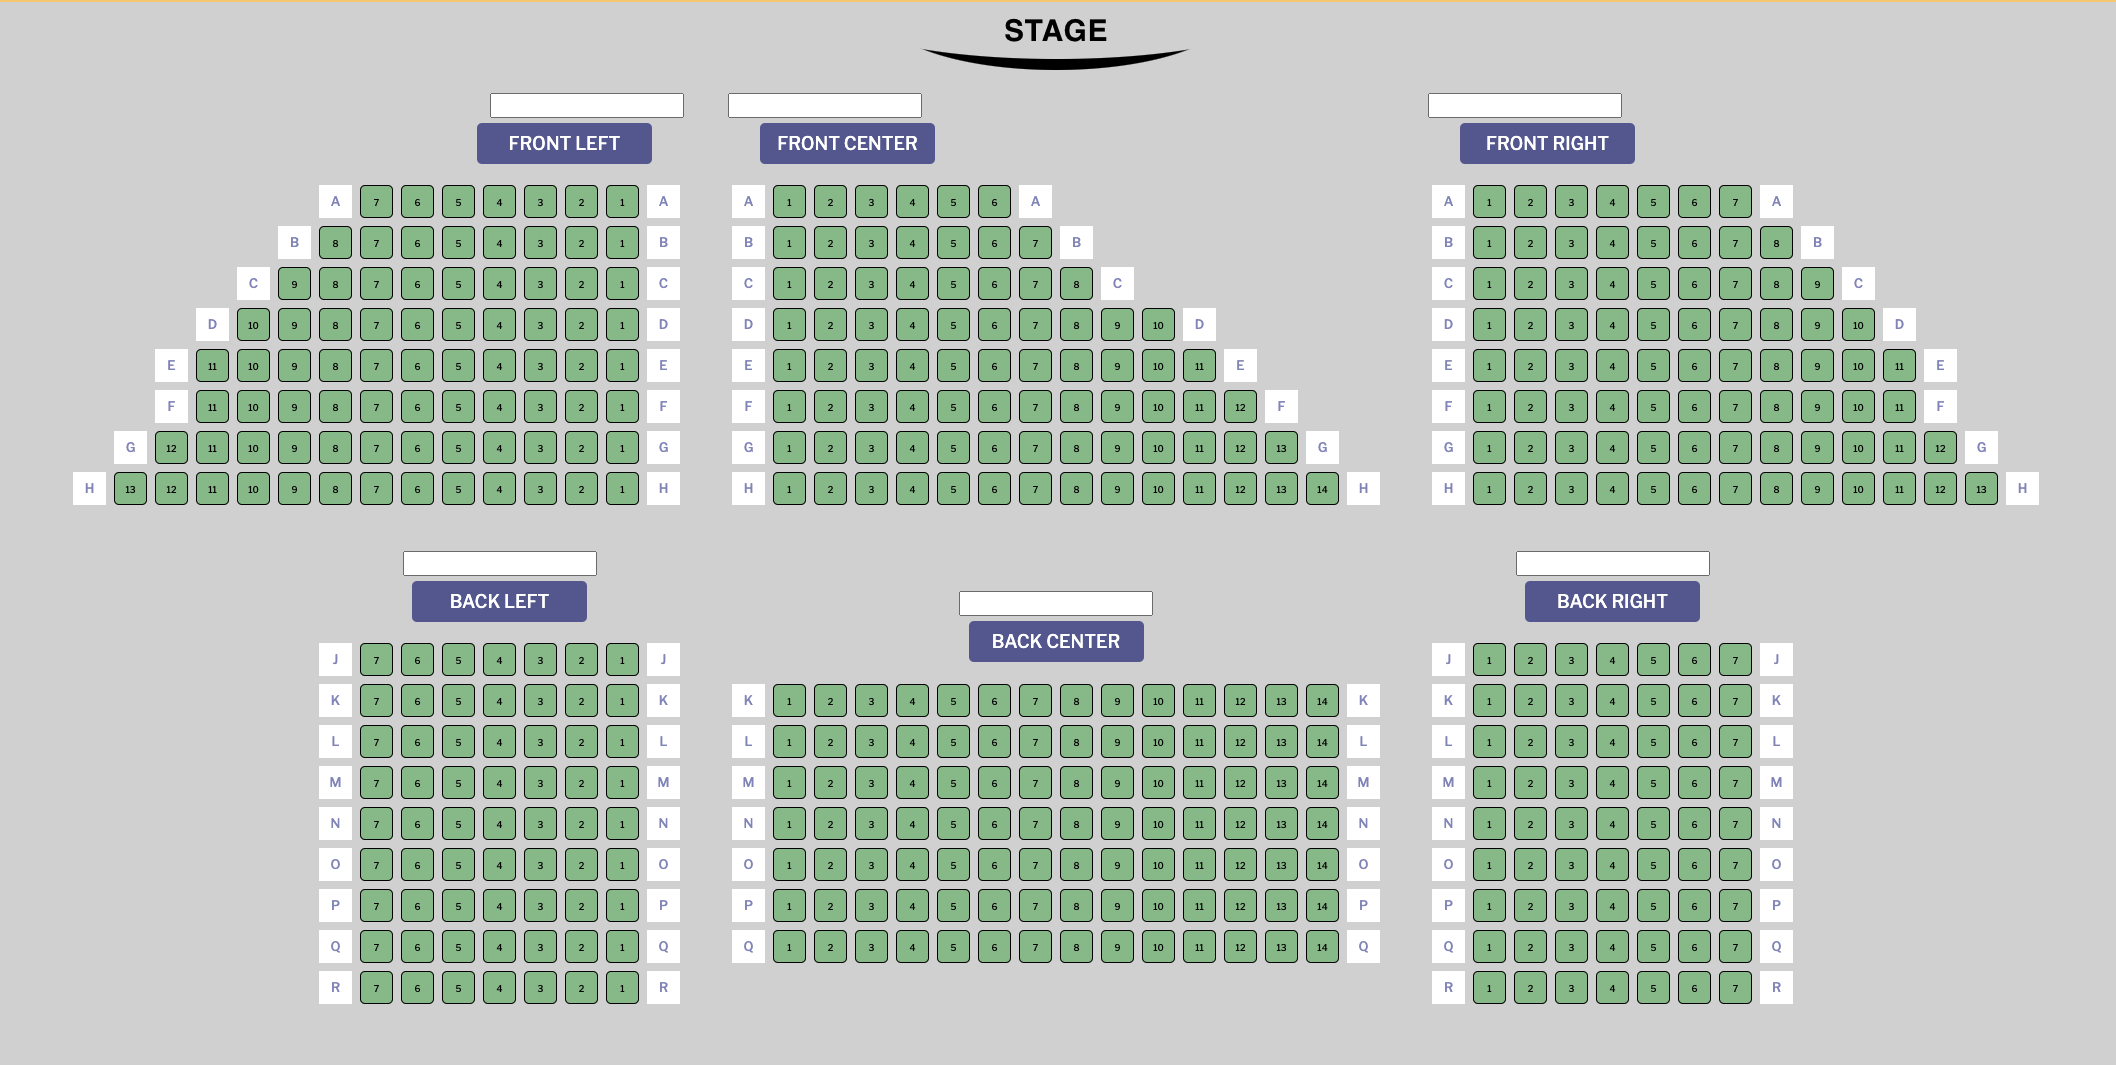 STAGE
FRONT LEFT FRONT CENTER FRONT RIGHT
A 7 6 5 4 3 2 1 A A 1 2 3 4 5 6 A A 1 2 3 4 5 6 7 A
B 8 7 6 5 4 3 2 1 B B 1 2 3 4 5 6 7 B B 1 2 3 4 5 6 7 8 B
C 9 8 7 6 5 4 3 2 1 C C 1 2 3 4 5 6 7 8 C C 1 2 3 4 5 6 7 8 9 C
D 10 9 8 7 6 5 4 3 2 1 D D 1 2 3 4 5 6 7 8 9 10 D D 1 2 3 4 5 6 7 8 9 10 D
E 11 10 9 8 7 6 5 4 3 2 1 E E 1 2 3 4 5 6 7 8 9 10 11 E E 1 2 3 4 5 6 7 8 9 10 11 E
F 11 10 9 8 7 6 5 4 3 2 1 F F 1 2 3 4 5 6 7 8 9 10 11 12 F F 1 2 3 4 5 6 7 8 9 10 11 F
G 12 11 10 9 8 7 6 5 4 3 2 1 G G 1 2 3 4 5 6 7 8 9 10 11 12 13 G G 1 2 3 4 5 6 7 8 9 10 11 12 G
H 13 12 11 10 9 8 7 6 5 4 3 2 1 H H 1 2 3 4 5 6 7 8 9 10 11 12 13 14 H H 1 2 3 4 5 6 7 8 9 10 11 12 13 H
BACK LEFT BACK RIGHT
BACK CENTER
J 7 6 5 4 3 2 1 J J 1 2 3 4 5 6 7 J
K 7 6 5 4 3 2 1 K K 1 2 3 4 5 6 7 8 9 10 11 12 13 14 K K 1 2 3 4 5 6 7 K
L 7 6 5 4 3 2 1 L L 1 2 3 4 5 6 7 8 9 10 11 12 13 14 L L 1 2 3 4 5 6 7 L
M 7 6 5 4 3 2 1 M M 1 2 3 4 5 6 7 8 9 10 11 12 13 14 M M 1 2 3 4 5 6 7 M
N 7 6 5 4 3 2 1 N N 1 2 3 4 5 6 7 8 9 10 11 12 13 14 N N 1 2 3 4 5 6 7 N
O 7 6 5 4 3 2 1 O O 1 2 3 4 5 6 7 8 9 10 11 12 13 14 O O 1 2 3 4 5 6 7 O
P 7 6 5 4 3 2 1 P P 1 2 3 4 5 6 7 8 9 10 11 12 13 14 P P 1 2 3 4 5 6 7 P
Q 7 6 5 4 3 2 1 Q Q 1 2 3 4 5 6 7 8 9 10 11 12 13 14 Q Q 1 2 3 4 5 6 7 Q
R 7 6 5 4 3 2 1 R R 1 2 3 4 5 6 7 R